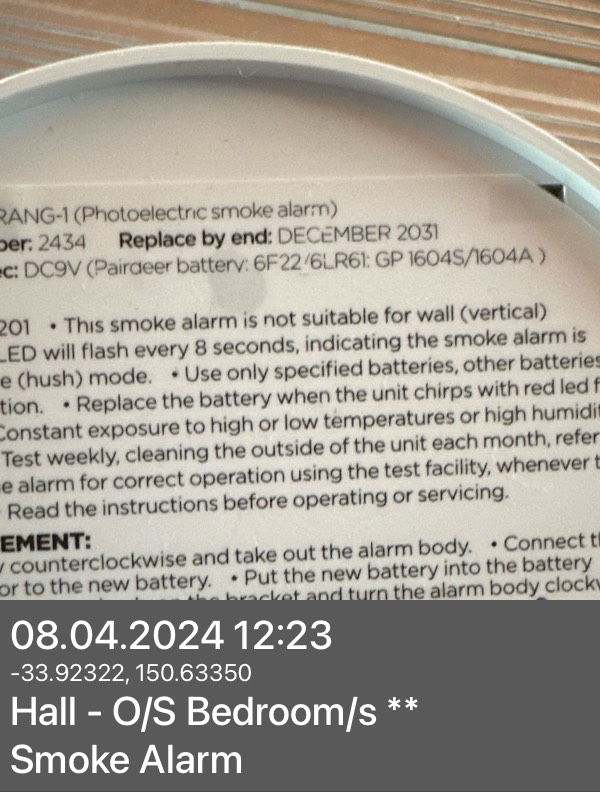 RANG-1 (Photoelectric smoke alarm)
ber: 2434 Replace by end: DECEMBER 2031
ec: DC9V (Pairdeer battery: 6F22/6LR61: GP 1604S/1604A )
201 • This smoke alarm is not suitable for wall (vertical)
LED will flash every 8 seconds, indicating the smoke alarm is
e (hush) mode. • Use only specified batteries, other batteries
tion. • Replace the battery when the unit chirps with red led f
Constant exposure to high or low temperatures or high humidit
Test weekly, cleaning the outside of the unit each month, refer
e alarm for correct operation using the test facility, whenever t
Read the instructions before operating or servicing.
EMENT:
y counterclockwise and take out the alarm body. • Connect th
or to the new battery. • Put the new battery into the battery
the bracket and turn the alarm body clockw
08.04.2024 12:23
-33.92322, 150.63350
Hall - O/S Bedroom/s **
Smoke Alarm